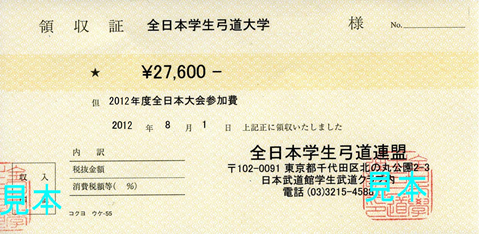 領収証 全日本学生弓道大学 様 No.
★ ¥27,600－
但 2012年度全日本大会参加費
2012 年 8 月 1 日 上記正に領収いたしました
内訳
税抜金額
消費税額等( %)
収入
見本
コクヨ ウケ-55
全日本学生弓道連盟
〒102-0091 東京都千代田区北の丸公園2-3
日本武道館学生武道クラブ内
電話 (03)3215-458
見本